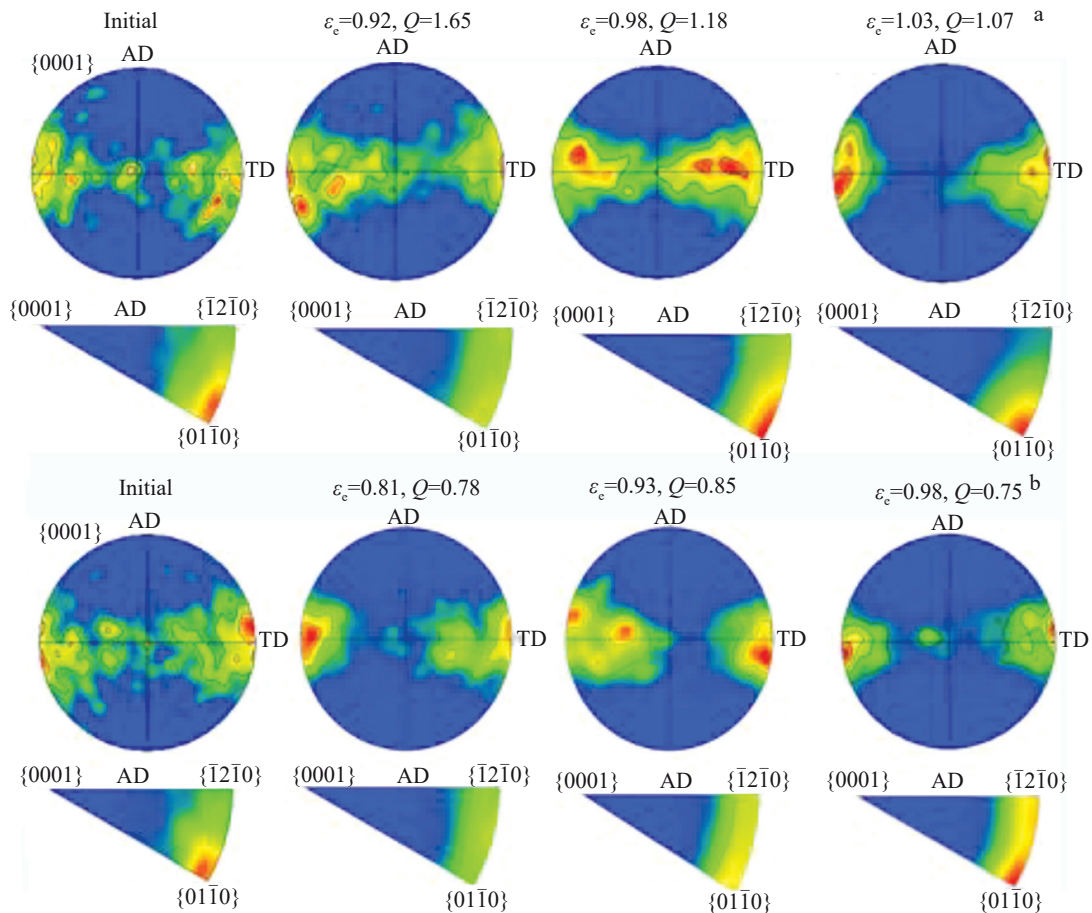 Initial
εe=0.92, Q=1.65
εe=0.98, Q=1.18
εe=1.03, Q=1.07
a
{0001}
AD
AD
AD
AD
TD
TD
TD
TD
{0001} AD {1̄21̄0}
{0001} AD {1̄21̄0}
{0001} AD {1̄21̄0}
{0001} AD {1̄21̄0}
{011̄0}
{011̄0}
{011̄0}
{011̄0}
Initial
εe=0.81, Q=0.78
εe=0.93, Q=0.85
εe=0.98, Q=0.75
b
{0001}
AD
AD
AD
AD
TD
TD
TD
TD
{0001} AD {1̄21̄0}
{0001} AD {1̄21̄0}
{0001} AD {1̄21̄0}
{0001} AD {1̄21̄0}
{011̄0}
{011̄0}
{011̄0}
{011̄0}